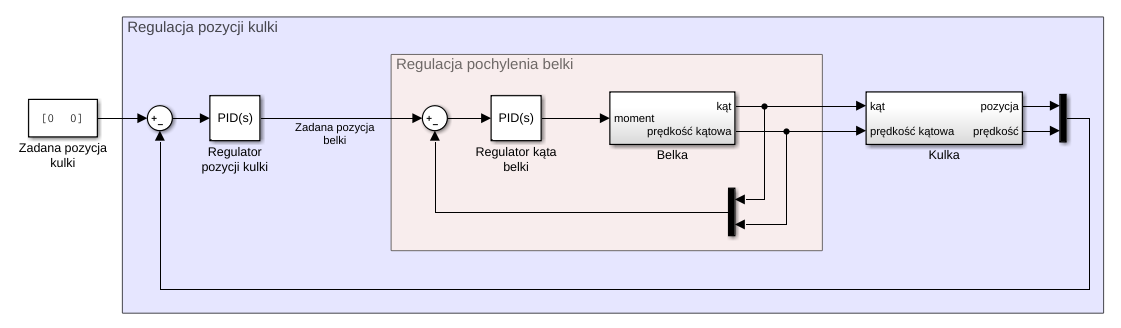 Regulacja pozycji kulki
Regulacja pochylenia belki
[0 0]
Zadana pozycja
kulki
+
-
PID(s)
Regulator
pozycji kulki
Zadana pozycja
belki
+
-
PID(s)
Regulator kąta
belki
moment
kąt
prędkość kątowa
Belka
kąt
prędkość kątowa
pozycja
prędkość
Kulka